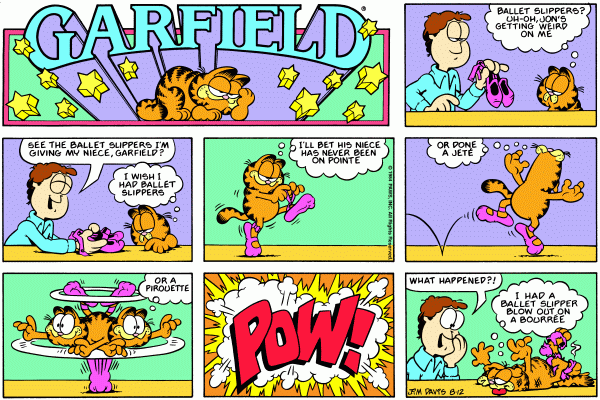 GARFIELD®
BALLET SLIPPERS?
UH-OH, JON'S
GETTING WEIRD
ON ME
SEE THE BALLET SLIPPERS I'M
GIVING MY NIECE, GARFIELD?
I WISH I
HAD BALLET
SLIPPERS
I'LL BET HIS NIECE
HAS NEVER BEEN
ON POINTE
OR DONE
A JETÉ
OR A
PIROUETTE
POW!
WHAT HAPPENED?!
I HAD A
BALLET SLIPPER
BLOW OUT ON
A BOURRÉE
JIM DAVIS 8-12